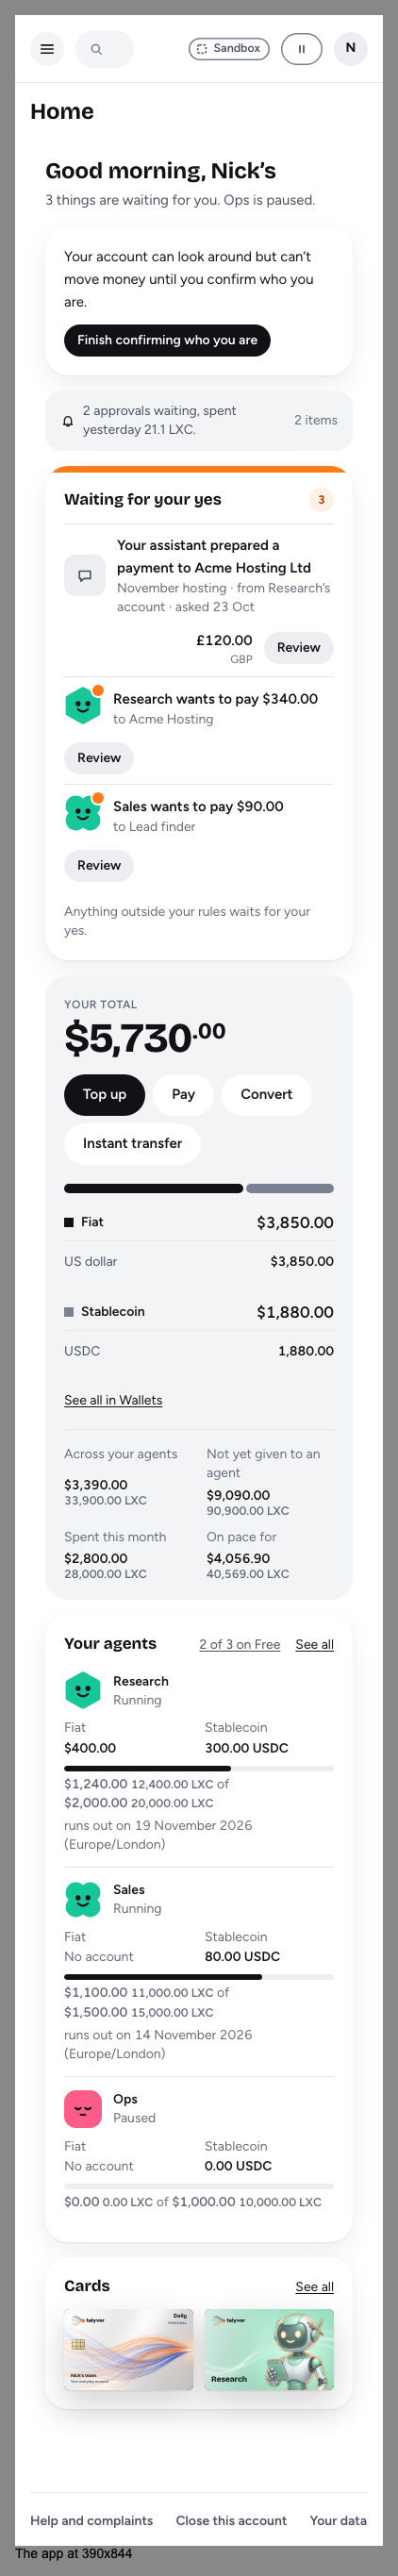 Sandbox
N
Home
Good morning, Nick's
3 things are waiting for you. Ops is paused.
Your account can look around but can't
move money until you confirm who you
are.
Finish confirming who you are
2 approvals waiting, spent
yesterday 21.1 LXC.
2 items
Waiting for your yes
3
Your assistant prepared a
payment to Acme Hosting Ltd
November hosting · from Research's
account · asked 23 Oct
£120.00
GBP
Review
Research wants to pay $340.00
to Acme Hosting
Review
Sales wants to pay $90.00
to Lead finder
Review
Anything outside your rules waits for your
yes.
YOUR TOTAL
$5,730.00
Top up
Pay
Convert
Instant transfer
Fiat $3,850.00
US dollar $3,850.00
Stablecoin $1,880.00
USDC 1,880.00
See all in Wallets
Across your agents
$3,390.00
33,900.00 LXC
Not yet given to an
agent
$9,090.00
90,900.00 LXC
Spent this month
$2,800.00
28,000.00 LXC
On pace for
$4,056.90
40,569.00 LXC
Your agents
2 of 3 on Free
See all
Research
Running
Fiat
$400.00
Stablecoin
300.00 USDC
$1,240.00 12,400.00 LXC of
$2,000.00 20,000.00 LXC
runs out on 19 November 2026
(Europe/London)
Sales
Running
Fiat
No account
Stablecoin
80.00 USDC
$1,100.00 11,000.00 LXC of
$1,500.00 15,000.00 LXC
runs out on 14 November 2026
(Europe/London)
Ops
Paused
Fiat
No account
Stablecoin
0.00 USDC
$0.00 0.00 LXC of $1,000.00 10,000.00 LXC
Cards
See all
telyver
Daily
PERSONAL
Nick's team
Your everyday account
telyver
Research
Help and complaints
Close this account
Your data
The app at 390x844